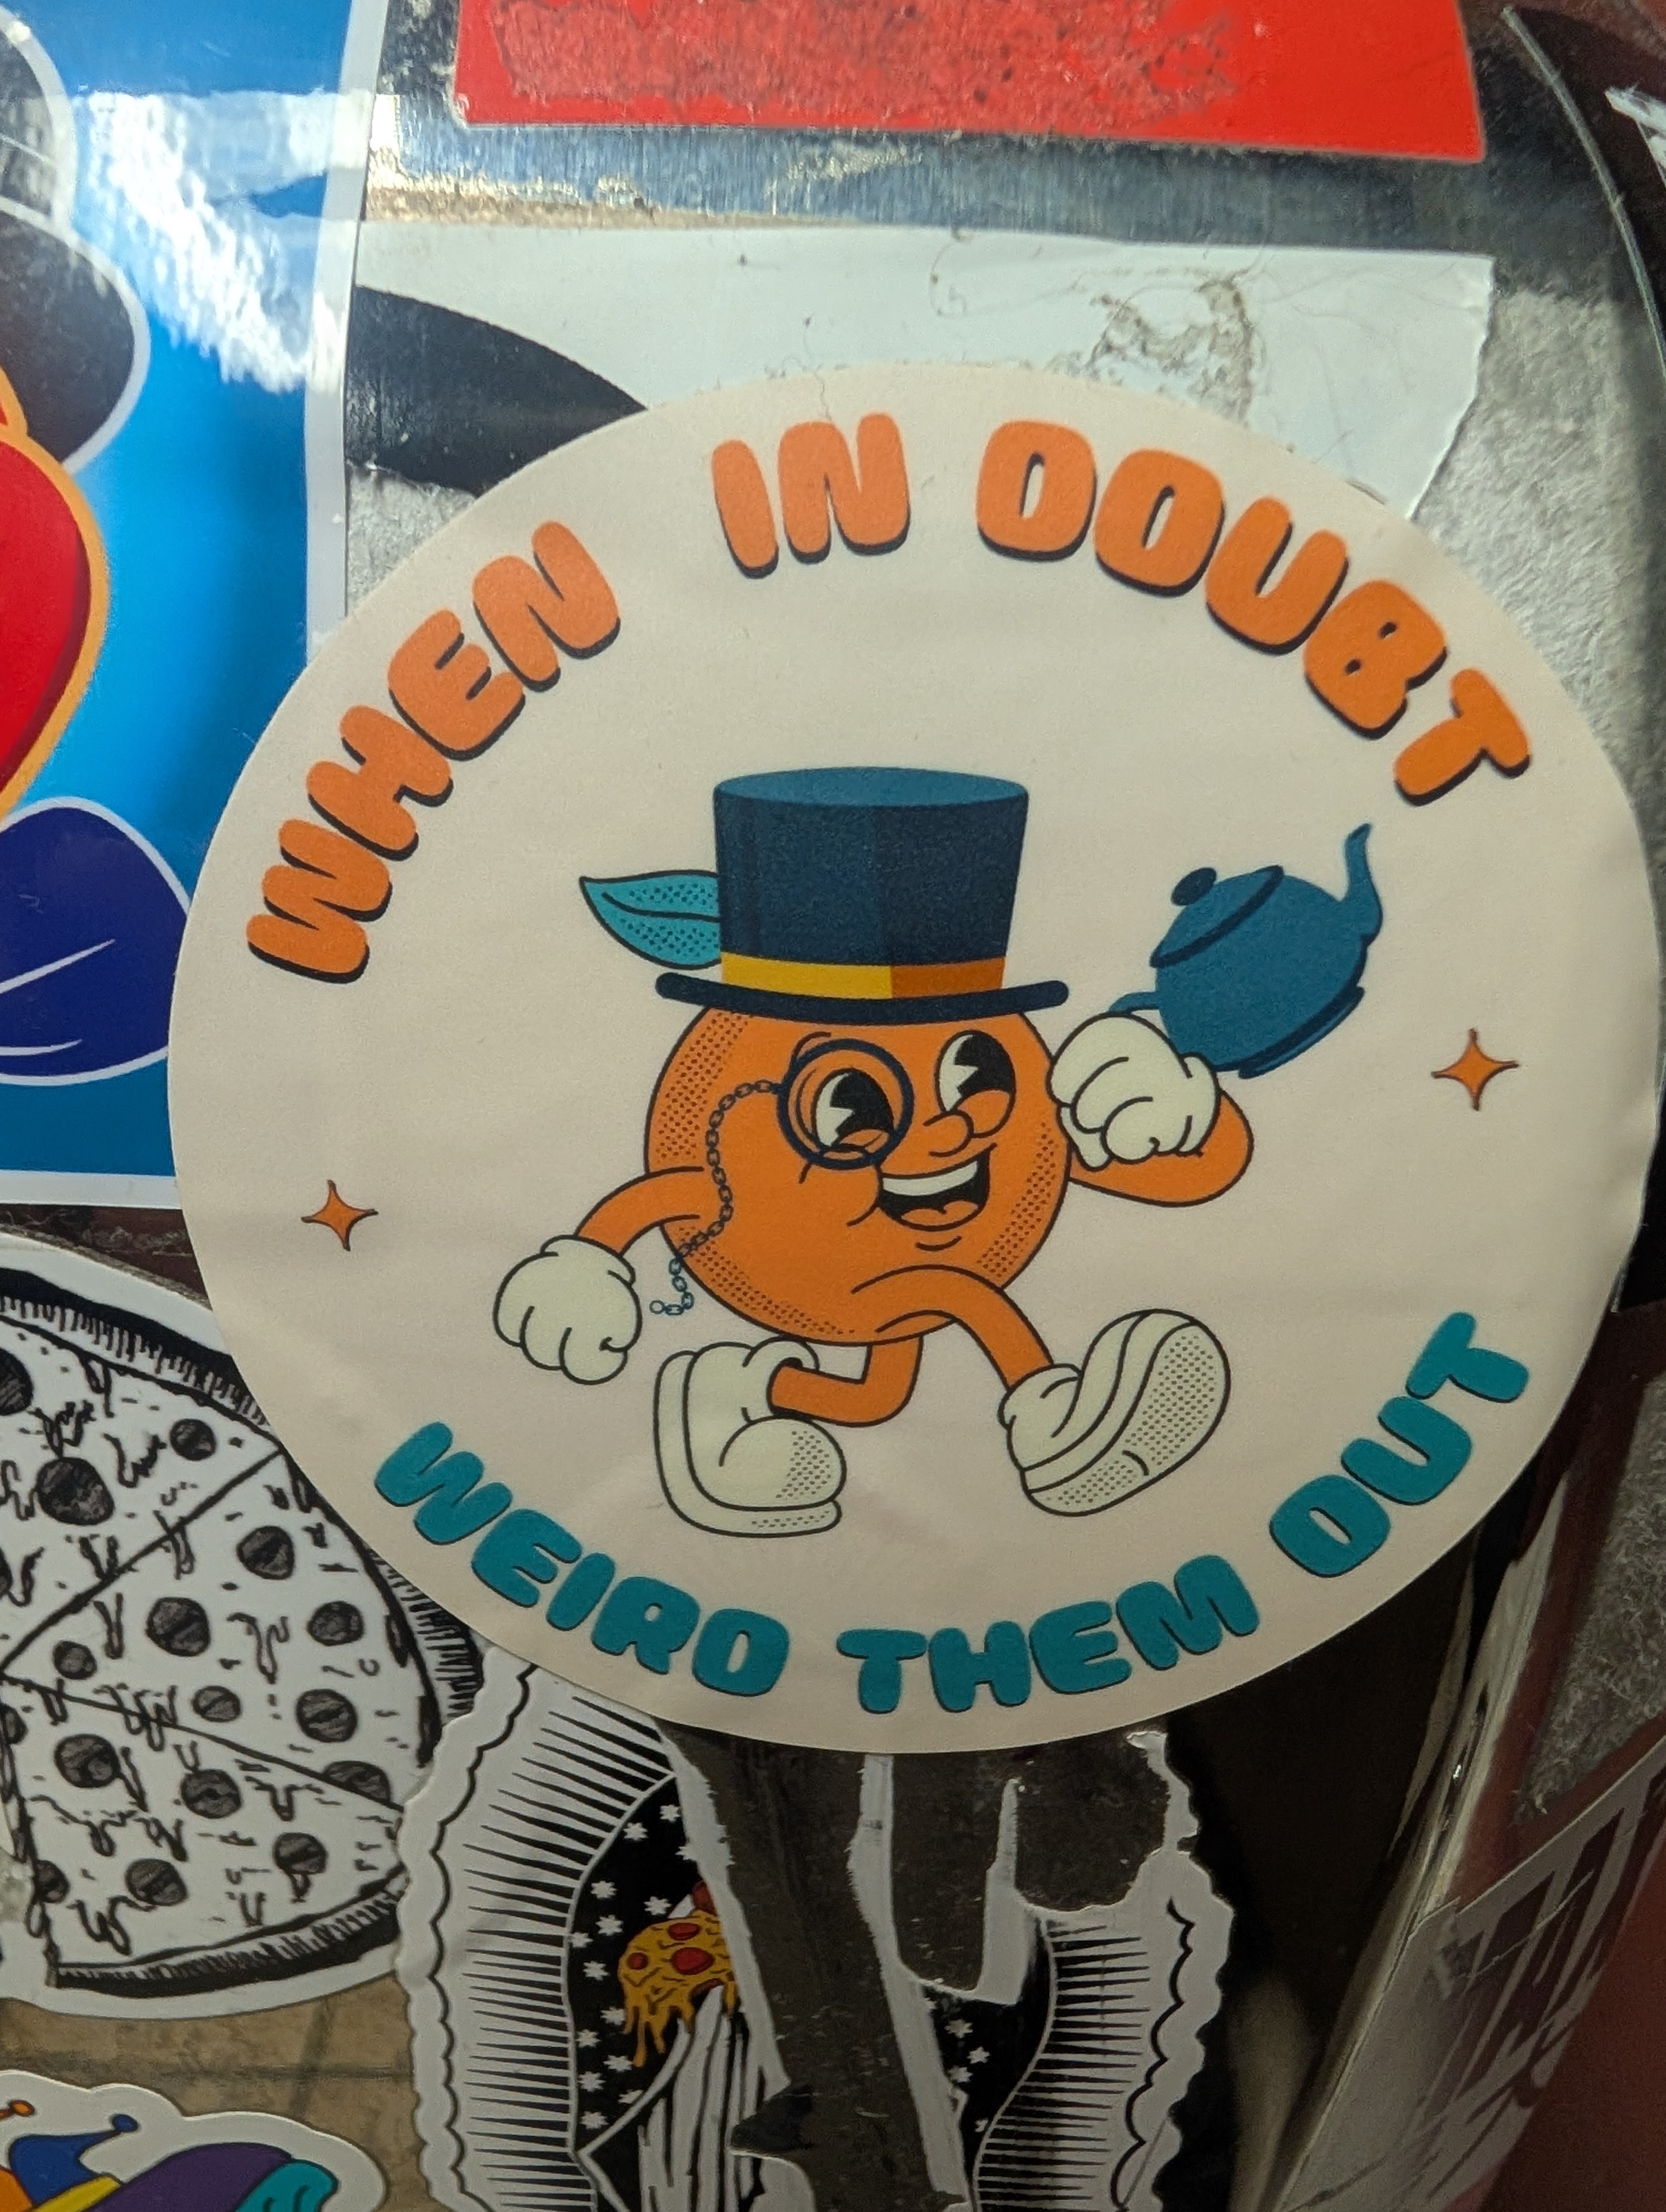 WHEN IN DOUBT
WEIRD THEM OUT